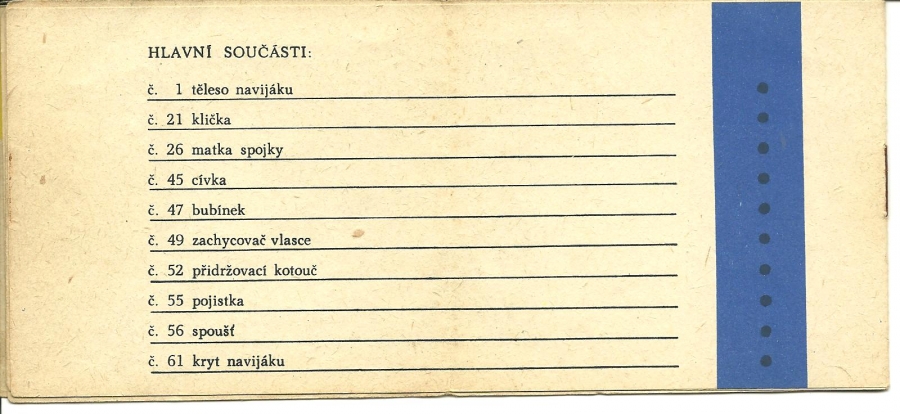 HLAVNÍ SOUČÁSTI:
č. 1 těleso navijáku
č. 21 klička
č. 26 matka spojky
č. 45 cívka
č. 47 bubínek
č. 49 zachycovač vlasce
č. 52 přidržovací kotouč
č. 55 pojistka
č. 56 spoušť
č. 61 kryt navijáku